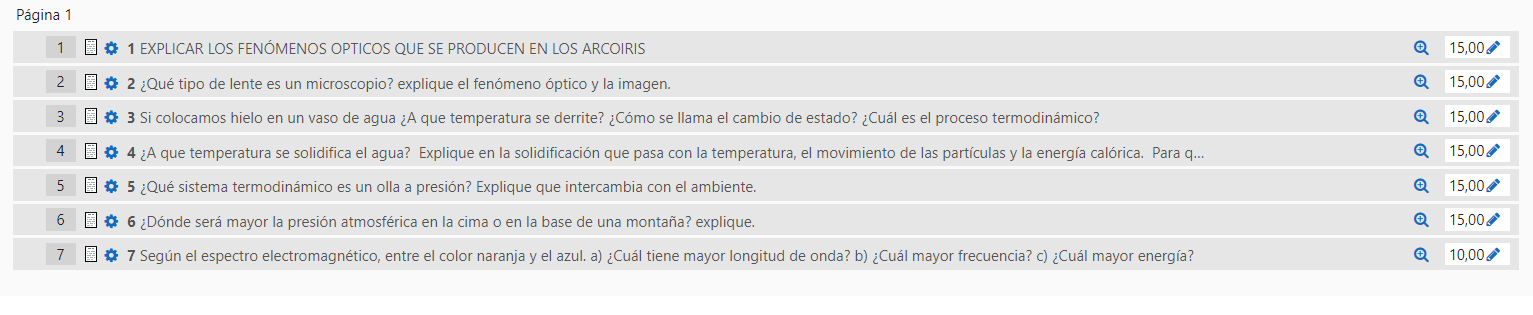 Página 1
1 1 EXPLICAR LOS FENÓMENOS OPTICOS QUE SE PRODUCEN EN LOS ARCOIRIS 15,00
2 2 ¿Qué tipo de lente es un microscopio? explique el fenómeno óptico y la imagen. 15,00
3 3 Si colocamos hielo en un vaso de agua ¿A que temperatura se derrite? ¿Cómo se llama el cambio de estado? ¿Cuál es el proceso termodinámico? 15,00
4 4 ¿A que temperatura se solidifica el agua?  Explique en la solidificación que pasa con la temperatura, el movimiento de las partículas y la energía calórica.  Para q... 15,00
5 5 ¿Qué sistema termodinámico es un olla a presión? Explique que intercambia con el ambiente. 15,00
6 6 ¿Dónde será mayor la presión atmosférica en la cima o en la base de una montaña? explique. 15,00
7 7 Según el espectro electromagnético, entre el color naranja y el azul. a) ¿Cuál tiene mayor longitud de onda? b) ¿Cuál mayor frecuencia? c) ¿Cuál mayor energía? 10,00